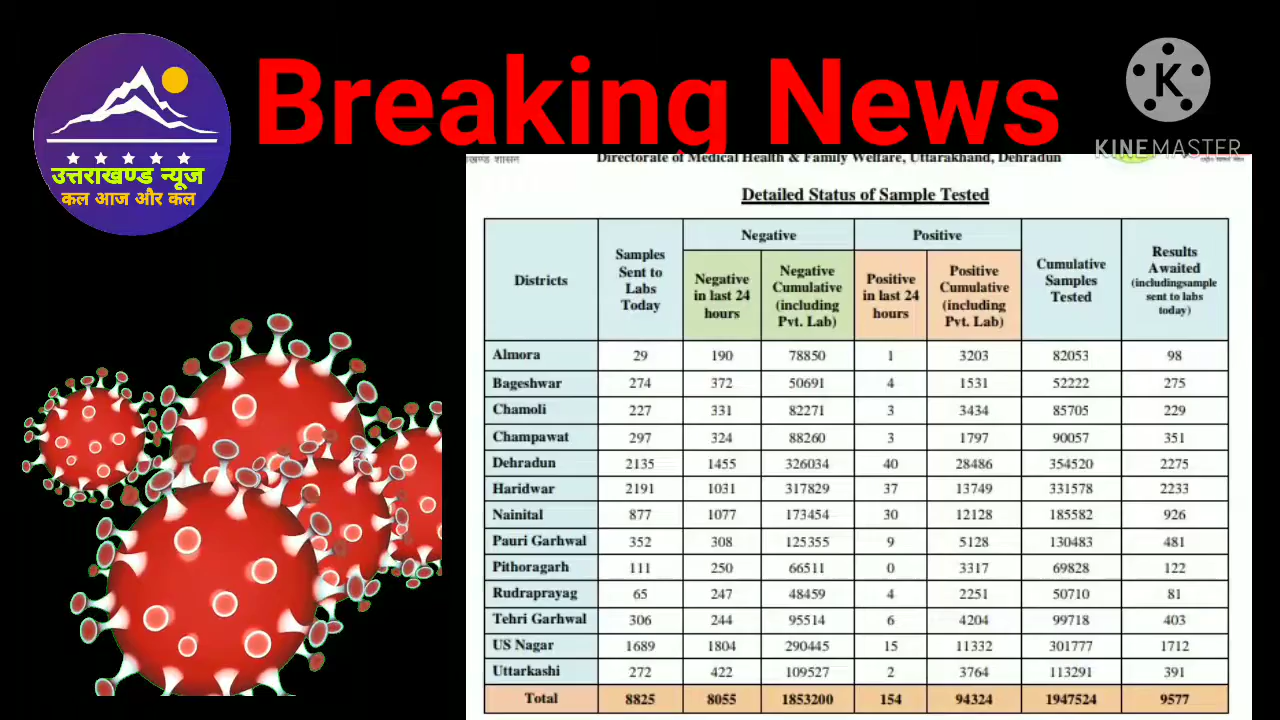 Breaking News
K
KINEMASTER
उत्तराखण्ड न्यूज
कल आज और कल
शासन
Directorate of Medical Health & Family Welfare, Uttarakhand, Dehradun
Detailed Status of Sample Tested
Districts Samples Sent to Labs Today Negative Positive Cumulative Samples Tested Results Awaited (includingsample sent to labs today)
Negative in last 24 hours Negative Cumulative (including Pvt. Lab) Positive in last 24 hours Positive Cumulative (including Pvt. Lab)
Almora 29 190 78850 1 3203 82053 98
Bageshwar 274 372 50691 4 1531 52222 275
Chamoli 227 331 82271 3 3434 85705 229
Champawat 297 324 88260 3 1797 90057 351
Dehradun 2135 1455 326034 40 28486 354520 2275
Haridwar 2191 1031 317829 37 13749 331578 2233
Nainital 877 1077 173454 30 12128 185582 926
Pauri Garhwal 352 308 125355 9 5128 130483 481
Pithoragarh 111 250 66511 0 3317 69828 122
Rudraprayag 65 247 48459 4 2251 50710 81
Tehri Garhwal 306 244 95514 6 4204 99718 403
US Nagar 1689 1804 290445 15 11332 301777 1712
Uttarkashi 272 422 109527 2 3764 113291 391
Total 8825 8055 1853200 154 94324 1947524 9577